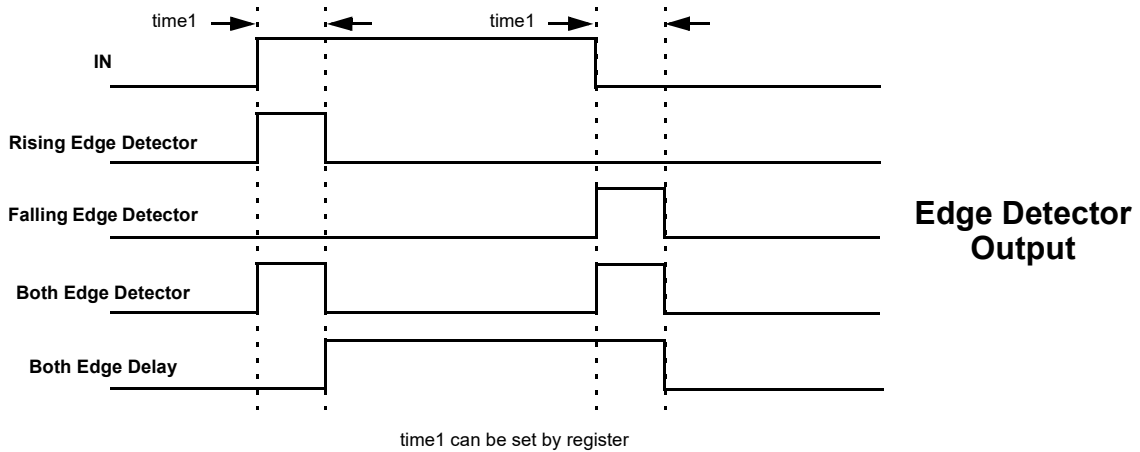 time1
time1
IN
Rising Edge Detector
Falling Edge Detector
Edge Detector
Output
Both Edge Detector
Both Edge Delay
time1 can be set by register